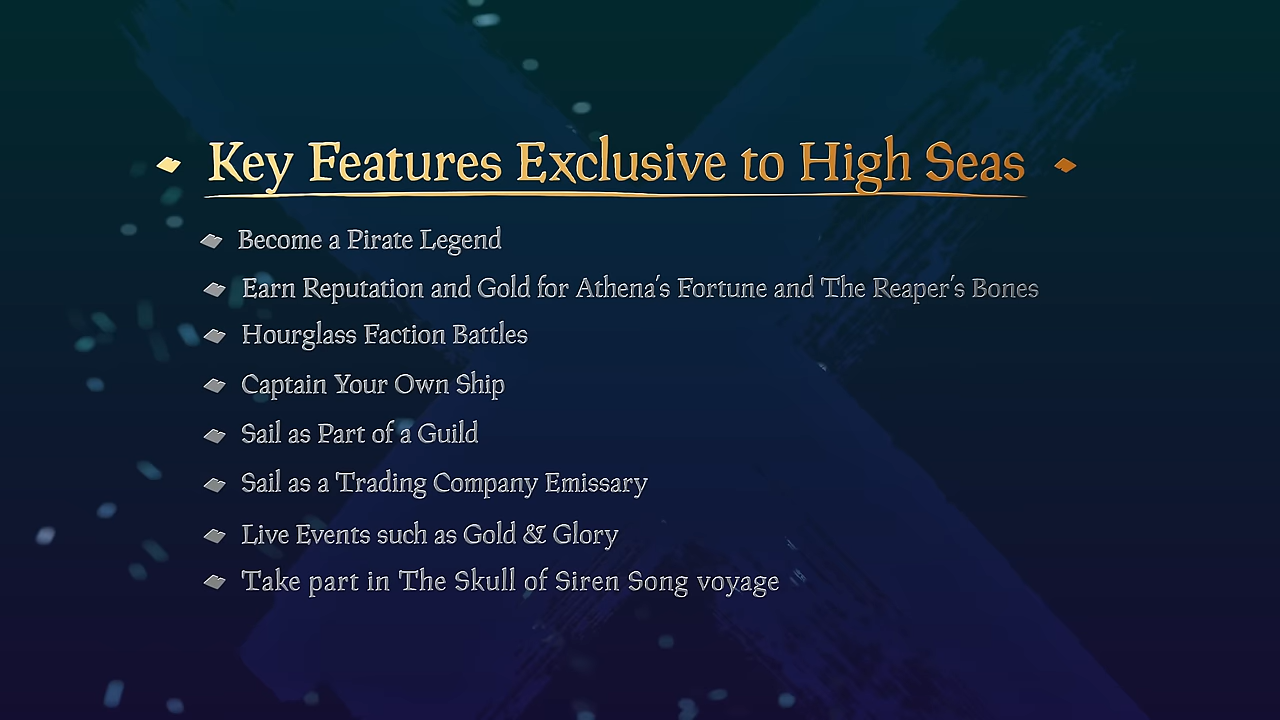 Key Features Exclusive to High Seas
Become a Pirate Legend
Earn Reputation and Gold for Athena's Fortune and The Reaper's Bones
Hourglass Faction Battles
Captain Your Own Ship
Sail as Part of a Guild
Sail as a Trading Company Emissary
Live Events such as Gold & Glory
Take part in The Skull of Siren Song voyage